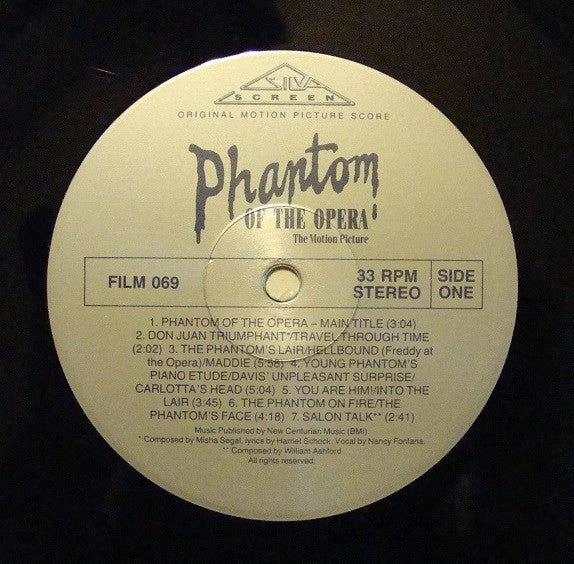 SILVA
SCREEN
ORIGINAL MOTION PICTURE SCORE
Phantom
OF THE OPERA
The Motion Picture
FILM 069
33 RPM
STEREO
SIDE
ONE
1. PHANTOM OF THE OPERA – MAIN TITLE (3:04)
2. DON JUAN TRIUMPHANT*/TRAVEL THROUGH TIME
(2:02) 3. THE PHANTOM'S LAIR/HELLBOUND (Freddy at
the Opera)/MADDIE (5:58) 4. YOUNG PHANTOM'S
PIANO ETUDE/DAVIS' UNPLEASANT SURPRISE/
CARLOTTA'S HEAD (5:04) 5. YOU ARE HIM!/INTO THE
LAIR (3:45) 6. THE PHANTOM ON FIRE/THE
PHANTOM'S FACE (4:18) 7. SALON TALK** (2:41)
Music Published by New Centurian Music (BMI)
* Composed by Misha Segal, lyrics by Harriet Schock. Vocal by Nancy Fontana.
** Composed by William Ashford
All rights reserved.